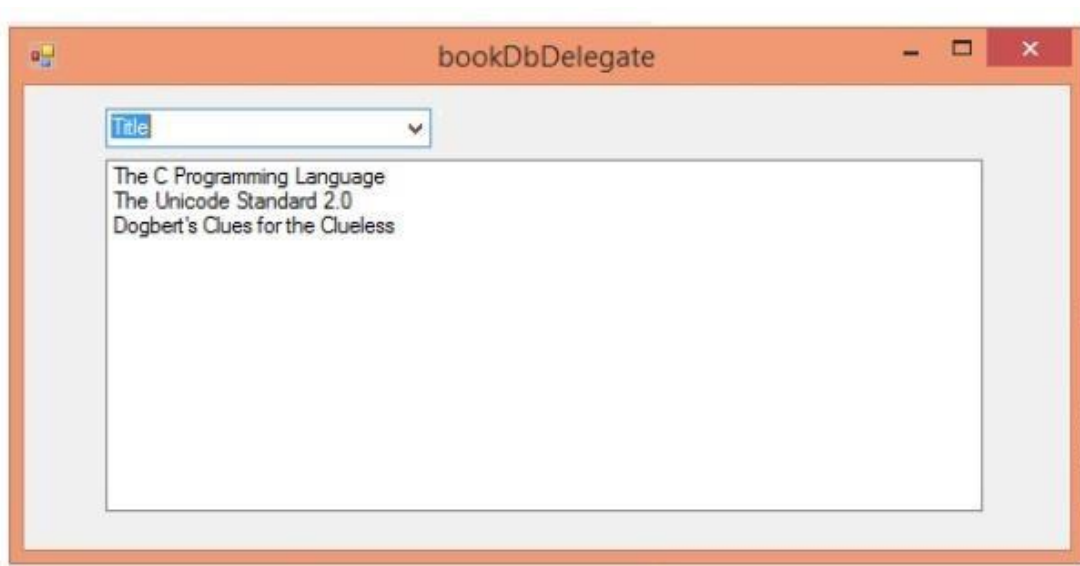 bookDbDelegate
Title
The C Programming Language
The Unicode Standard 2.0
Dogbert's Clues for the Clueless